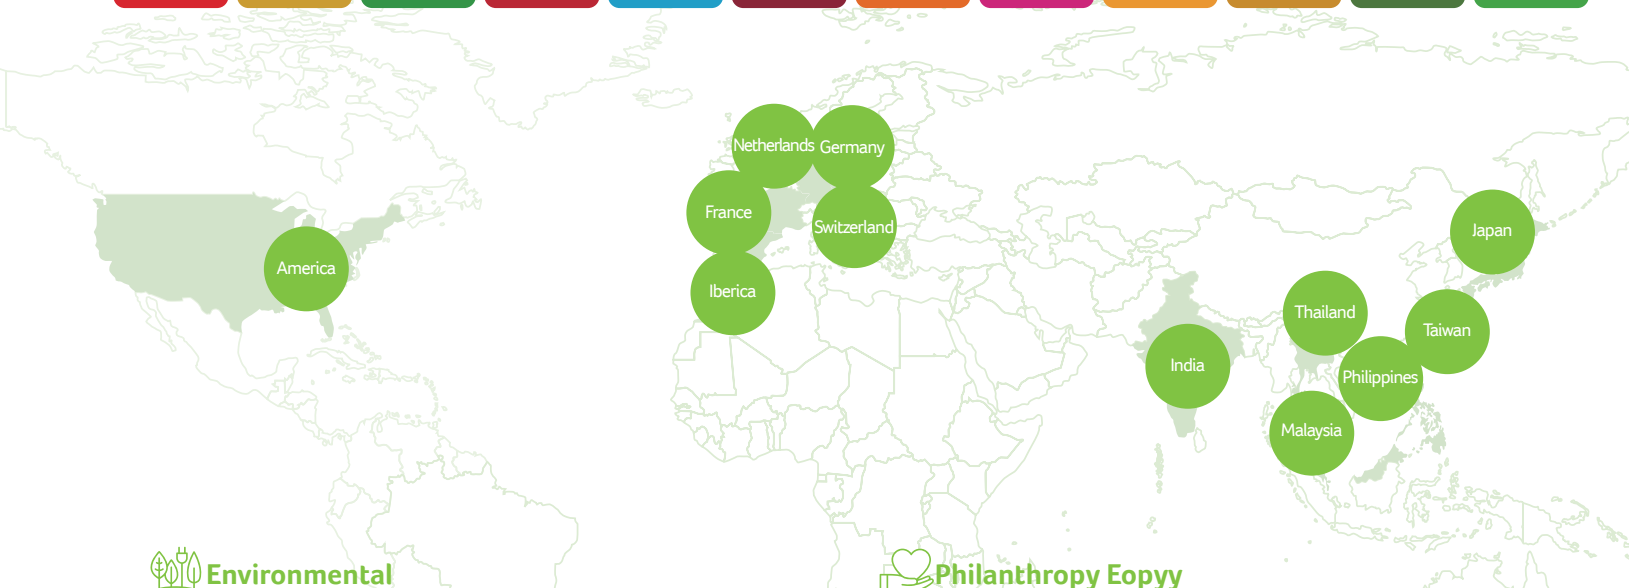 Netherlands
Germany
France
Switzerland
Japan
America
Iberica
Thailand
Taiwan
India
Philippines
Malaysia
Environmental
Philanthropy Eopyy